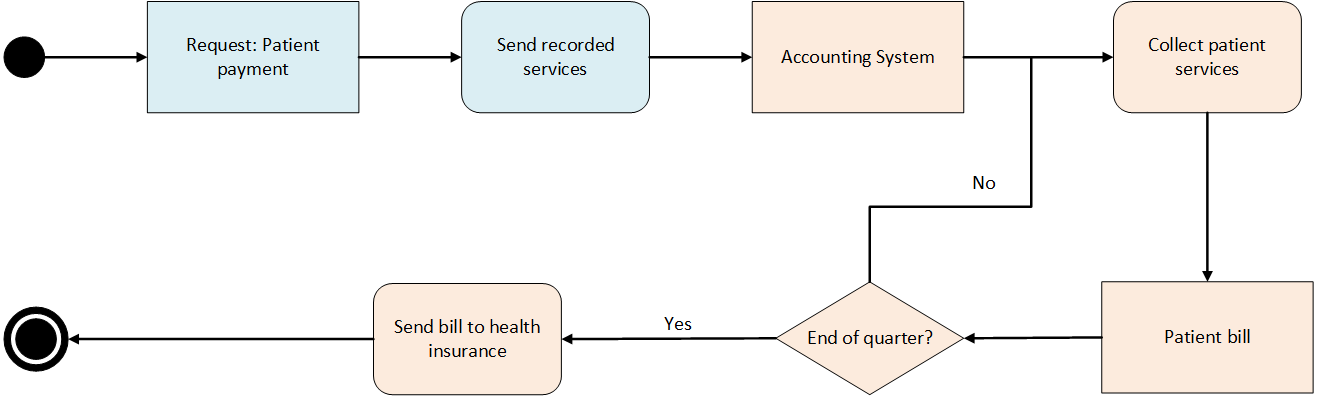 Request: Patient
payment
Send recorded
services
Accounting System
Collect patient
services
No
Patient bill
End of quarter?
Yes
Send bill to health
insurance